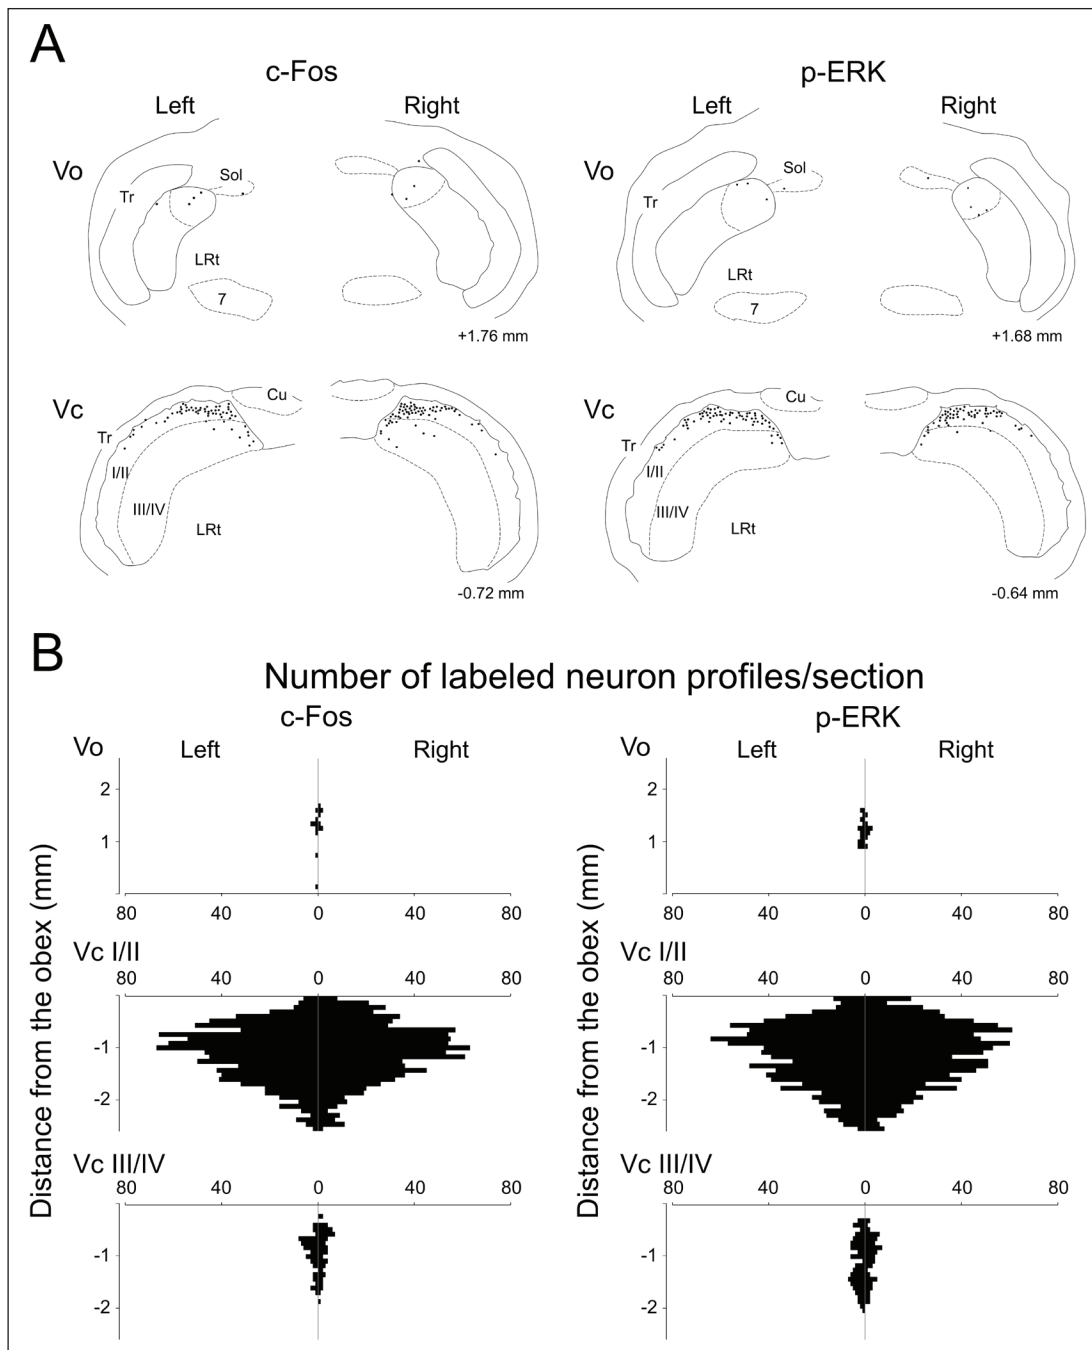 A
c-Fos p-ERK
Left Right Left Right
Vo Sol Vo Sol
Tr Tr
LRt LRt
7 7
+1.76 mm +1.68 mm
Vc Cu Vc Cu
Tr Tr
I/II I/II
III/IV III/IV
LRt LRt
-0.72 mm -0.64 mm
B
Number of labeled neuron profiles/section
c-Fos p-ERK
Vo Left Right Vo Left Right
2 2
1 1
80 40 0 40 80 80 40 0 40 80
Distance from the obex (mm) Distance from the obex (mm)
Vc I/II Vc I/II
80 40 0 40 80 80 40 0 40 80
-1 -1
-2 -2
Vc III/IV Vc III/IV
80 40 0 40 80 80 40 0 40 80
-1 -1
-2 -2